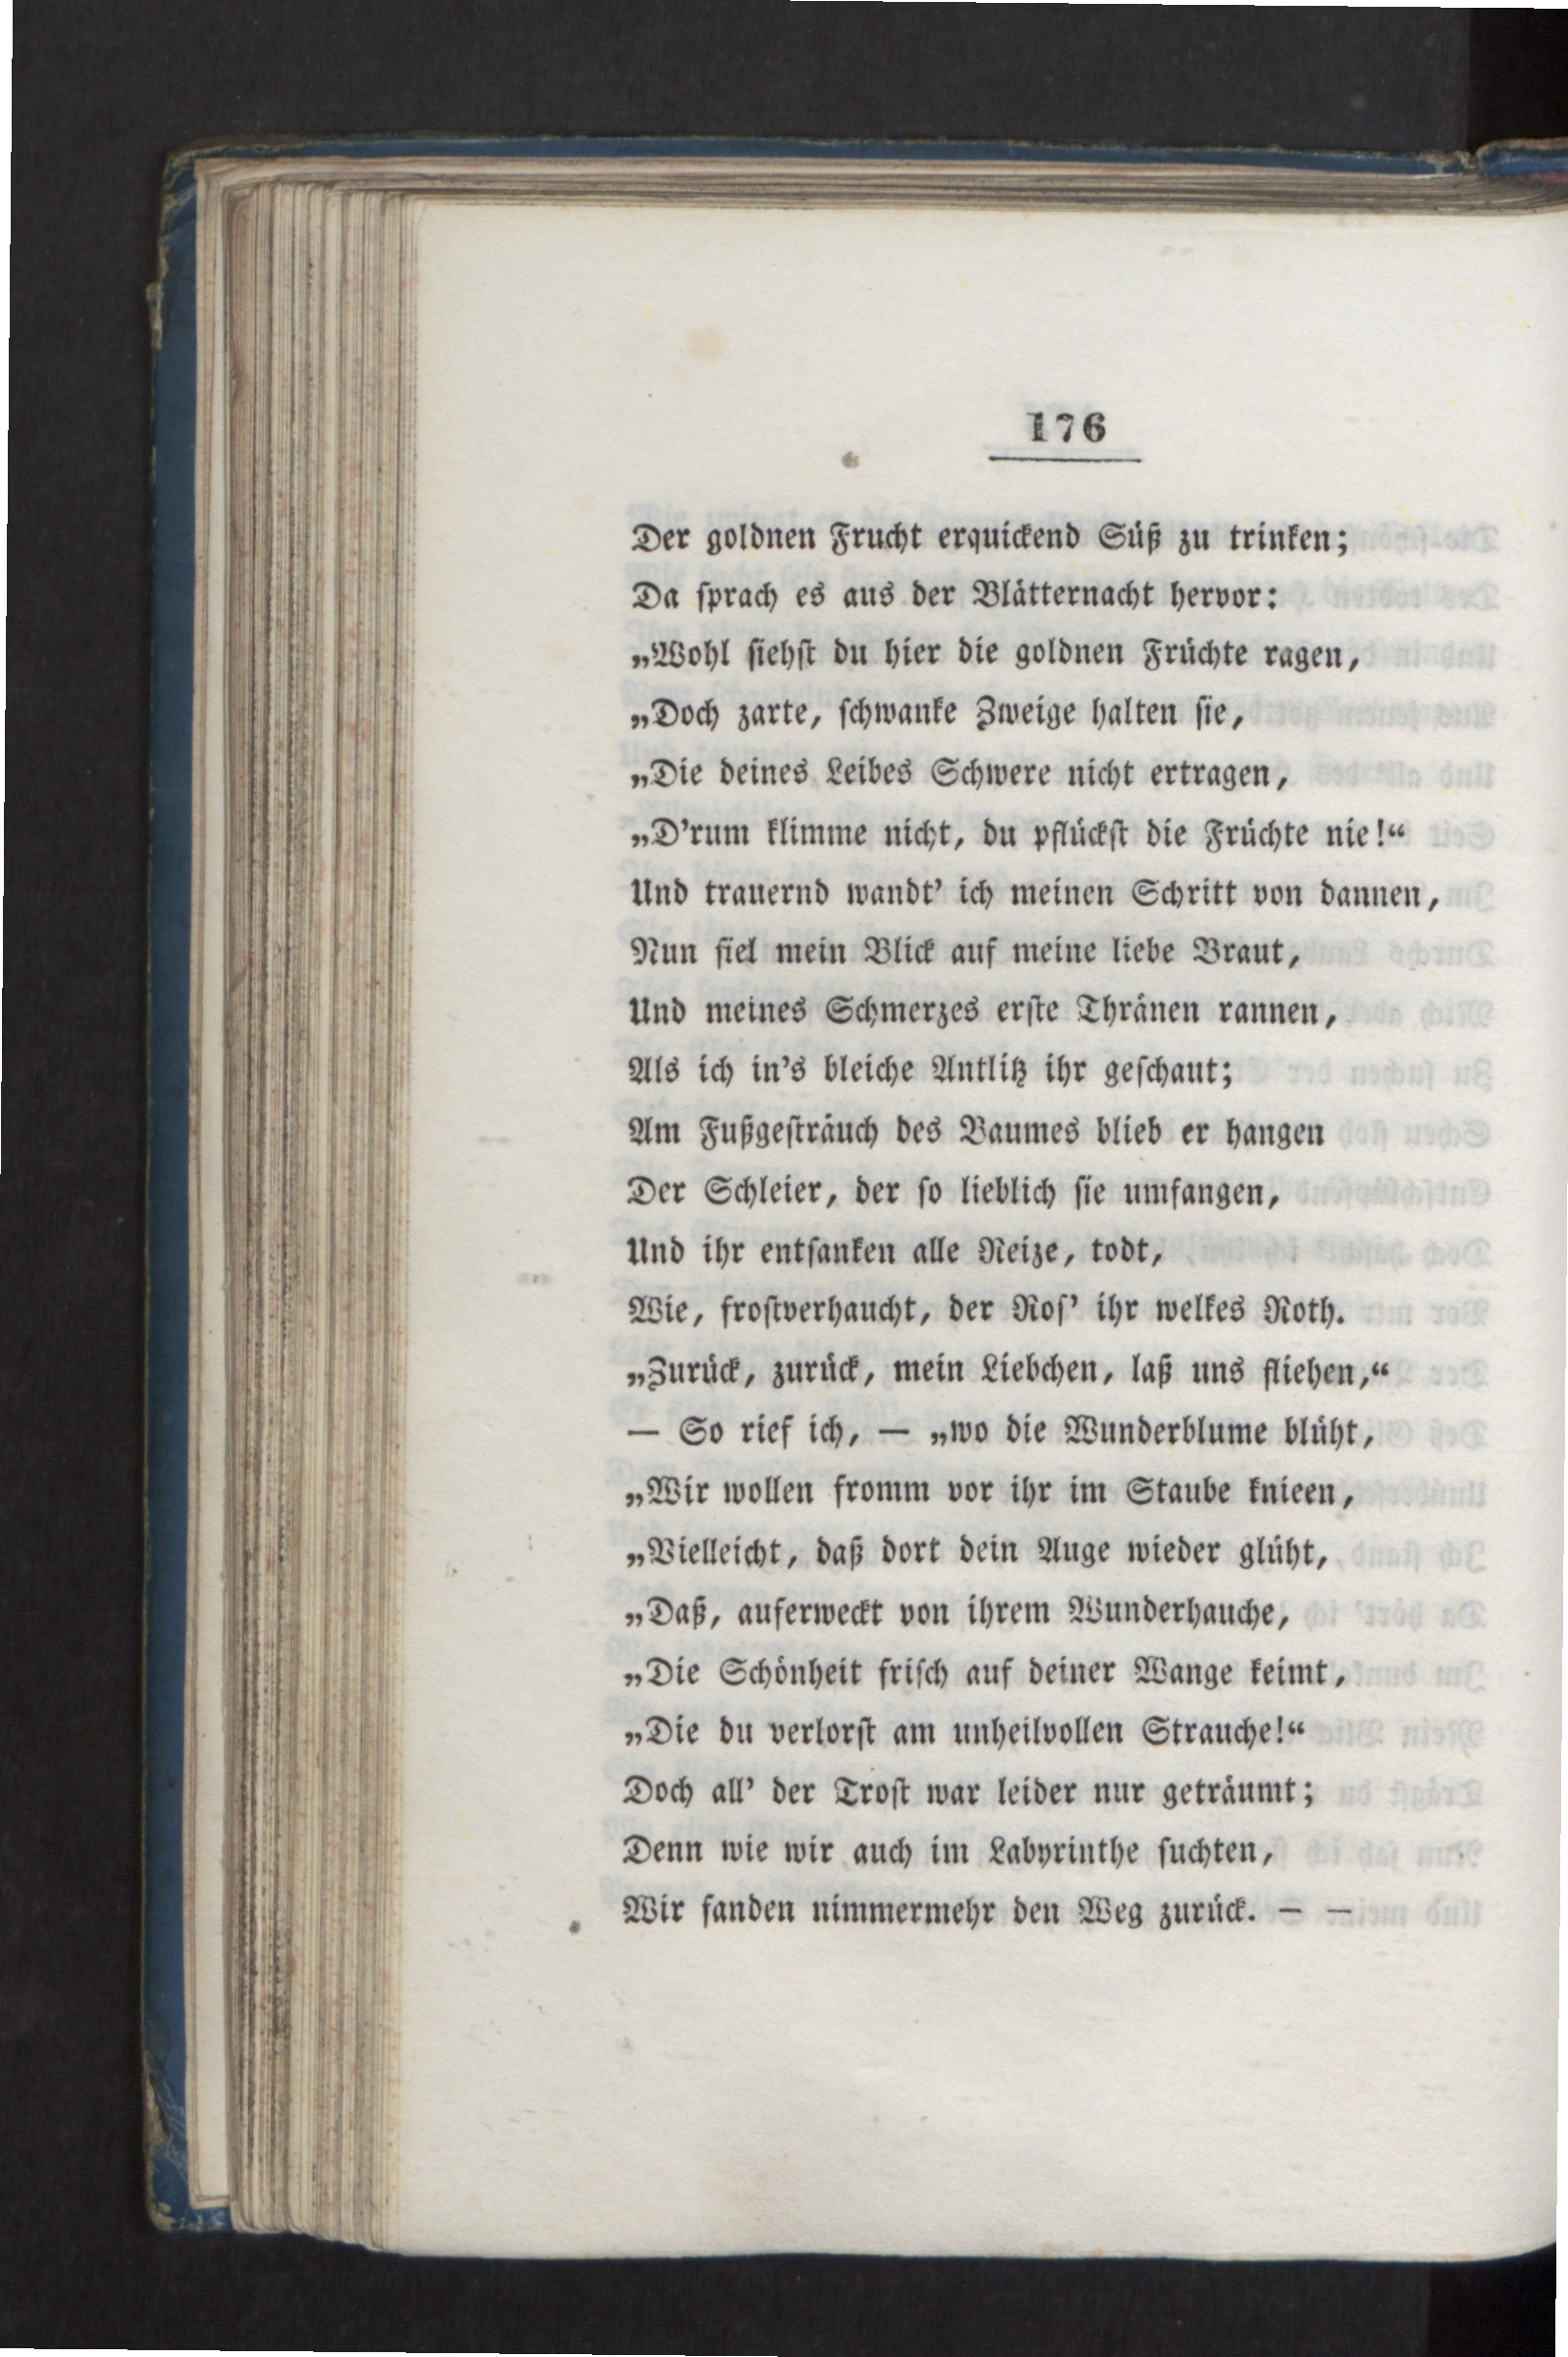 176
Der goldnen Frucht erquickend Süß zu trinken;
Da sprach es aus der Blätternacht hervor:
„Wohl siehst du hier die goldnen Früchte ragen,
„Doch zarte, schwanke Zweige halten sie,
„Die deines Leibes Schwere nicht ertragen,
„D’rum klimme nicht, du pflückst die Früchte nie!“
Und trauernd wandt’ ich meinen Schritt von dannen,
Nun fiel mein Blick auf meine liebe Braut,
Und meines Schmerzes erste Thränen rannen,
Als ich in’s bleiche Antlitz ihr geschaut;
Am Fußgesträuch des Baumes blieb er hangen
Der Schleier, der so lieblich sie umfangen,
Und ihr entsanken alle Reize, todt,
Wie, frostverhaucht, der Ros’ ihr welkes Roth.
„Zurück, zurück, mein Liebchen, laß uns fliehen,“
— So rief ich, — „wo die Wunderblume blüht,
„Wir wollen fromm vor ihr im Staube knieen,
„Vielleicht, daß dort dein Auge wieder glüht,
„Daß, auferweckt von ihrem Wunderhauche,
„Die Schönheit frisch auf deiner Wange keimt,
„Die du verlorst am unheilvollen Strauche!“
Doch all’ der Trost war leider nur geträumt;
Denn wie wir auch im Labyrinthe suchten,
Wir fanden nimmermehr den Weg zurück. — —